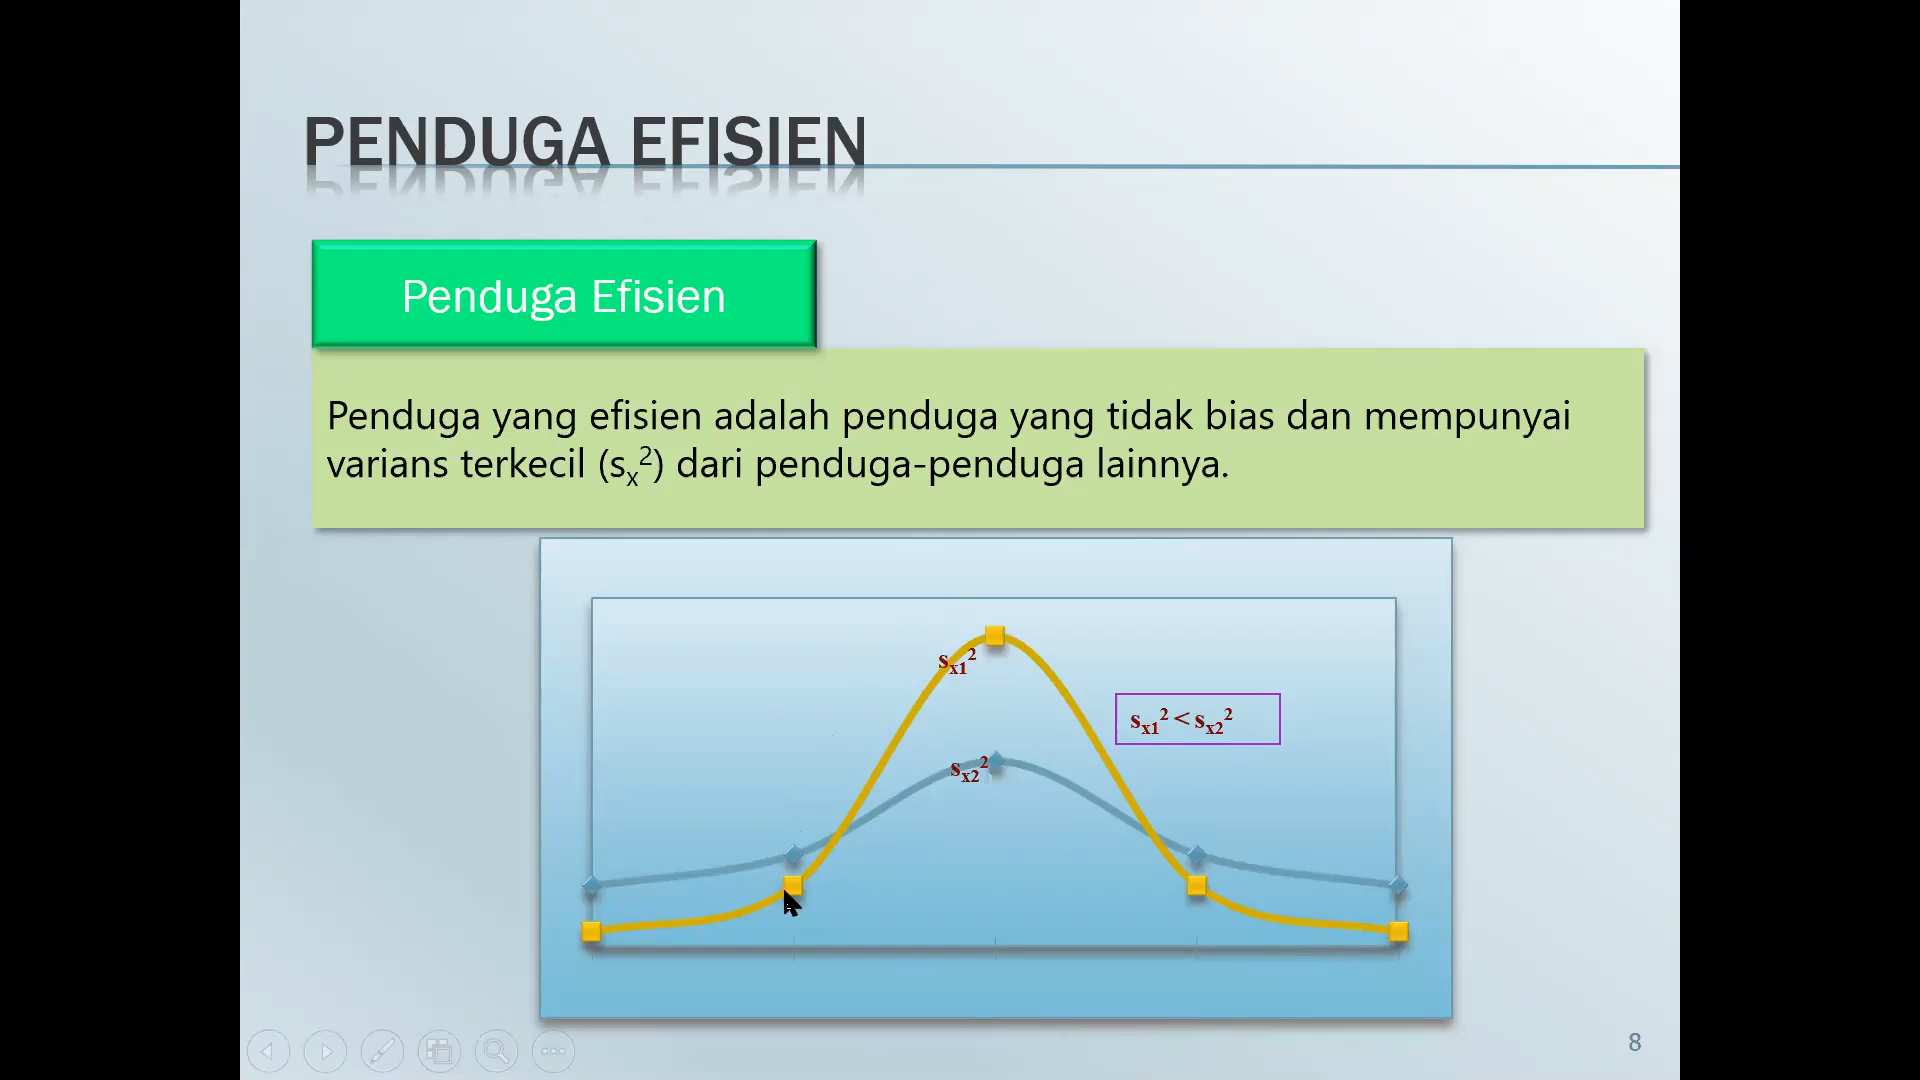 PENDUGA EFISIEN
Penduga Efisien
Penduga yang efisien adalah penduga yang tidak bias dan mempunyai
varians terkecil (sₓ²) dari penduga-penduga lainnya.
sₓ₁²
sₓ₁² < sₓ₂²
sₓ₂²
8